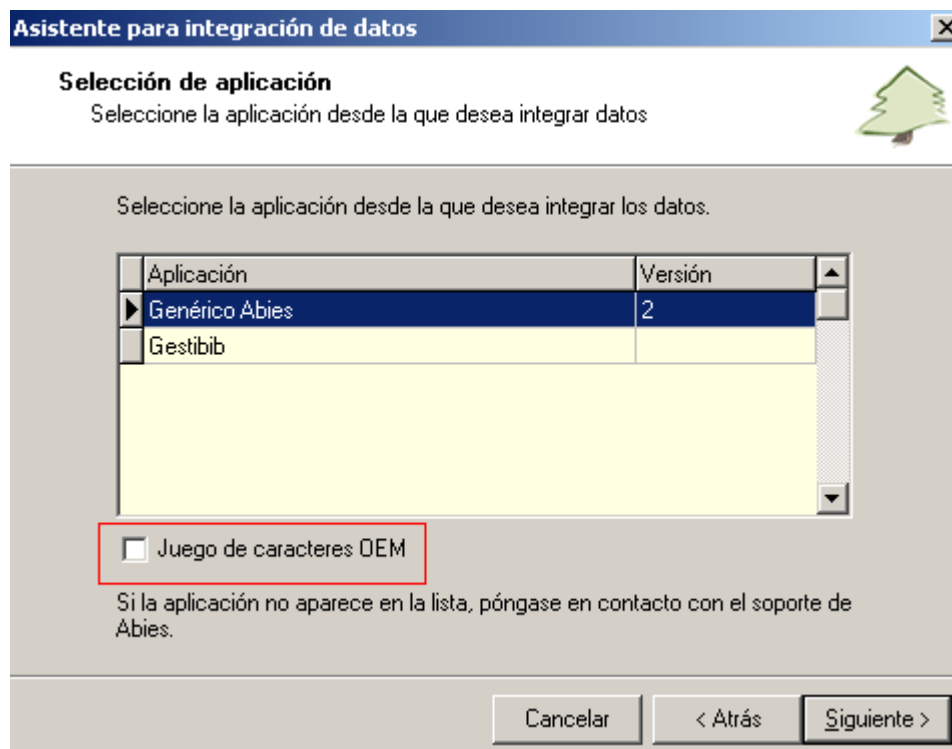 Asistente para integración de datos
Selección de aplicación
Seleccione la aplicación desde la que desea integrar datos
Seleccione la aplicación desde la que desea integrar los datos.
Aplicación Versión
Genérico Abies 2
Gestibib
Juego de caracteres OEM
Si la aplicación no aparece en la lista, póngase en contacto con el soporte de
Abies.
Cancelar < Atrás Siguiente >